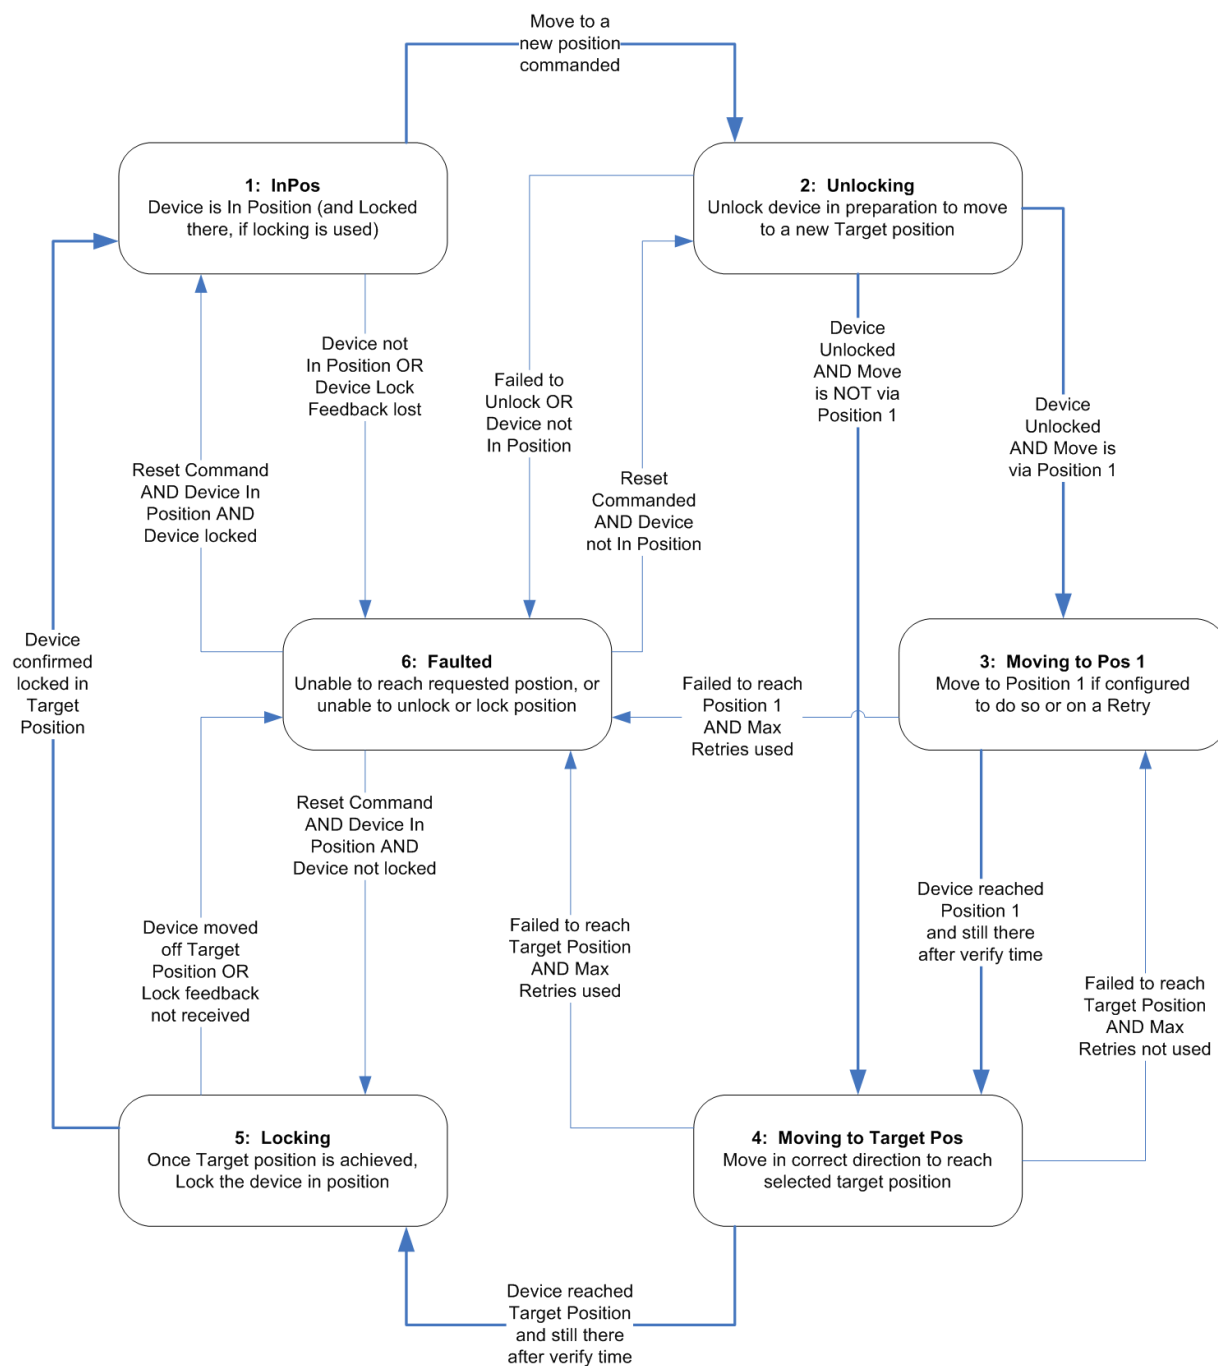 Move to a
new position
commanded
1:  InPos
Device is In Position (and Locked
there, if locking is used)
2:  Unlocking
Unlock device in preparation to move
to a new Target position
Device not
In Position OR
Device Lock
Feedback lost
Failed to
Unlock OR
Device not
In Position
Device
Unlocked
AND Move
is NOT via
Position 1
Device
Unlocked
AND Move is
via Position 1
Reset Command
AND Device In
Position AND
Device locked
Reset
Commanded
AND Device
not In Position
Device
confirmed
locked in
Target
Position
6:  Faulted
Unable to reach requested postion, or
unable to unlock or lock position
Failed to reach
Position 1
AND Max
Retries used
3:  Moving to Pos 1
Move to Position 1 if configured
to do so or on a Retry
Reset Command
AND Device In
Position AND
Device not locked
Device moved
off Target
Position OR
Lock feedback
not received
Failed to reach
Target Position
AND Max
Retries used
Device reached
Position 1
and still there
after verify time
Failed to reach
Target Position
AND Max
Retries not used
5:  Locking
Once Target position is achieved,
Lock the device in position
4:  Moving to Target Pos
Move in correct direction to reach
selected target position
Device reached
Target Position
and still there
after verify time